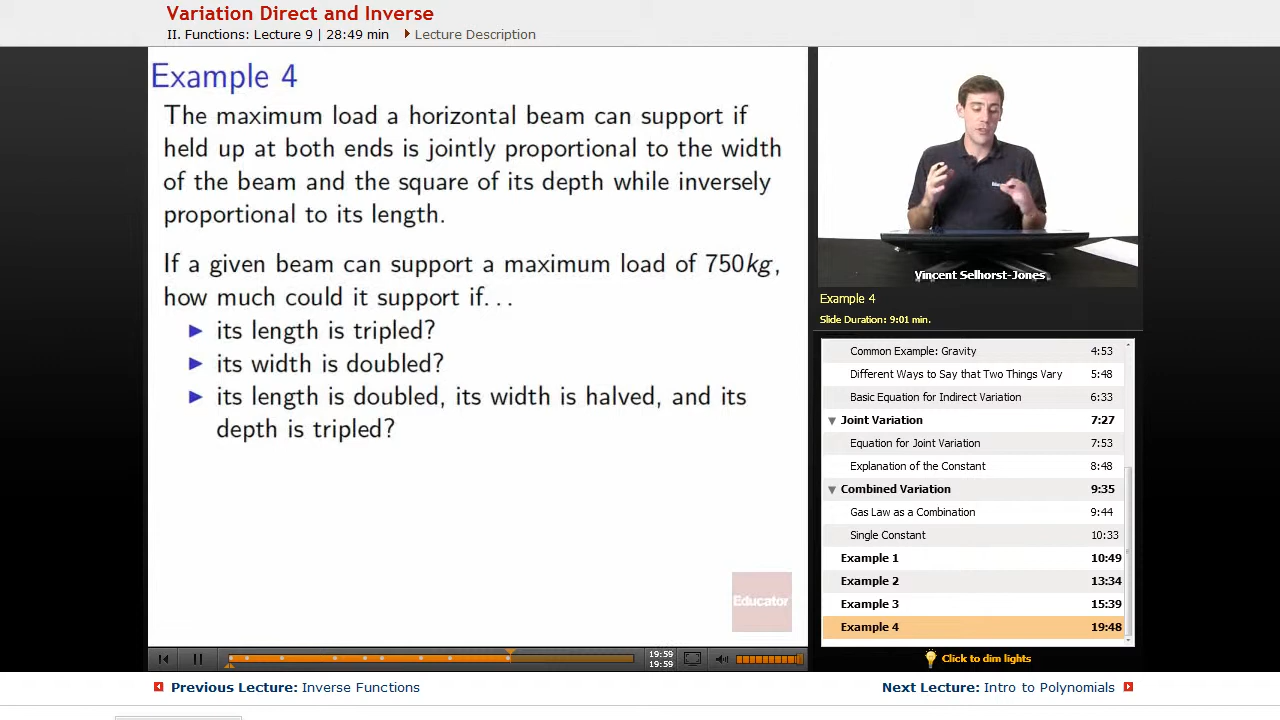 Variation Direct and Inverse
II. Functions: Lecture 9 | 28:49 min Lecture Description
Example 4
The maximum load a horizontal beam can support if
held up at both ends is jointly proportional to the width
of the beam and the square of its depth while inversely
proportional to its length.
If a given beam can support a maximum load of 750kg,
how much could it support if. . .
its length is tripled?
its width is doubled?
its length is doubled, its width is halved, and its
depth is tripled?
Educator
Vincent Selhorst-Jones
Example 4
Slide Duration: 9:01 min.
Common Example: Gravity 4:53
Different Ways to Say that Two Things Vary 5:48
Basic Equation for Indirect Variation 6:33
Joint Variation 7:27
Equation for Joint Variation 7:53
Explanation of the Constant 8:48
Combined Variation 9:35
Gas Law as a Combination 9:44
Single Constant 10:33
Example 1 10:49
Example 2 13:34
Example 3 15:39
Example 4 19:48
19:59
19:59
Click to dim lights
Previous Lecture: Inverse Functions
Next Lecture: Intro to Polynomials